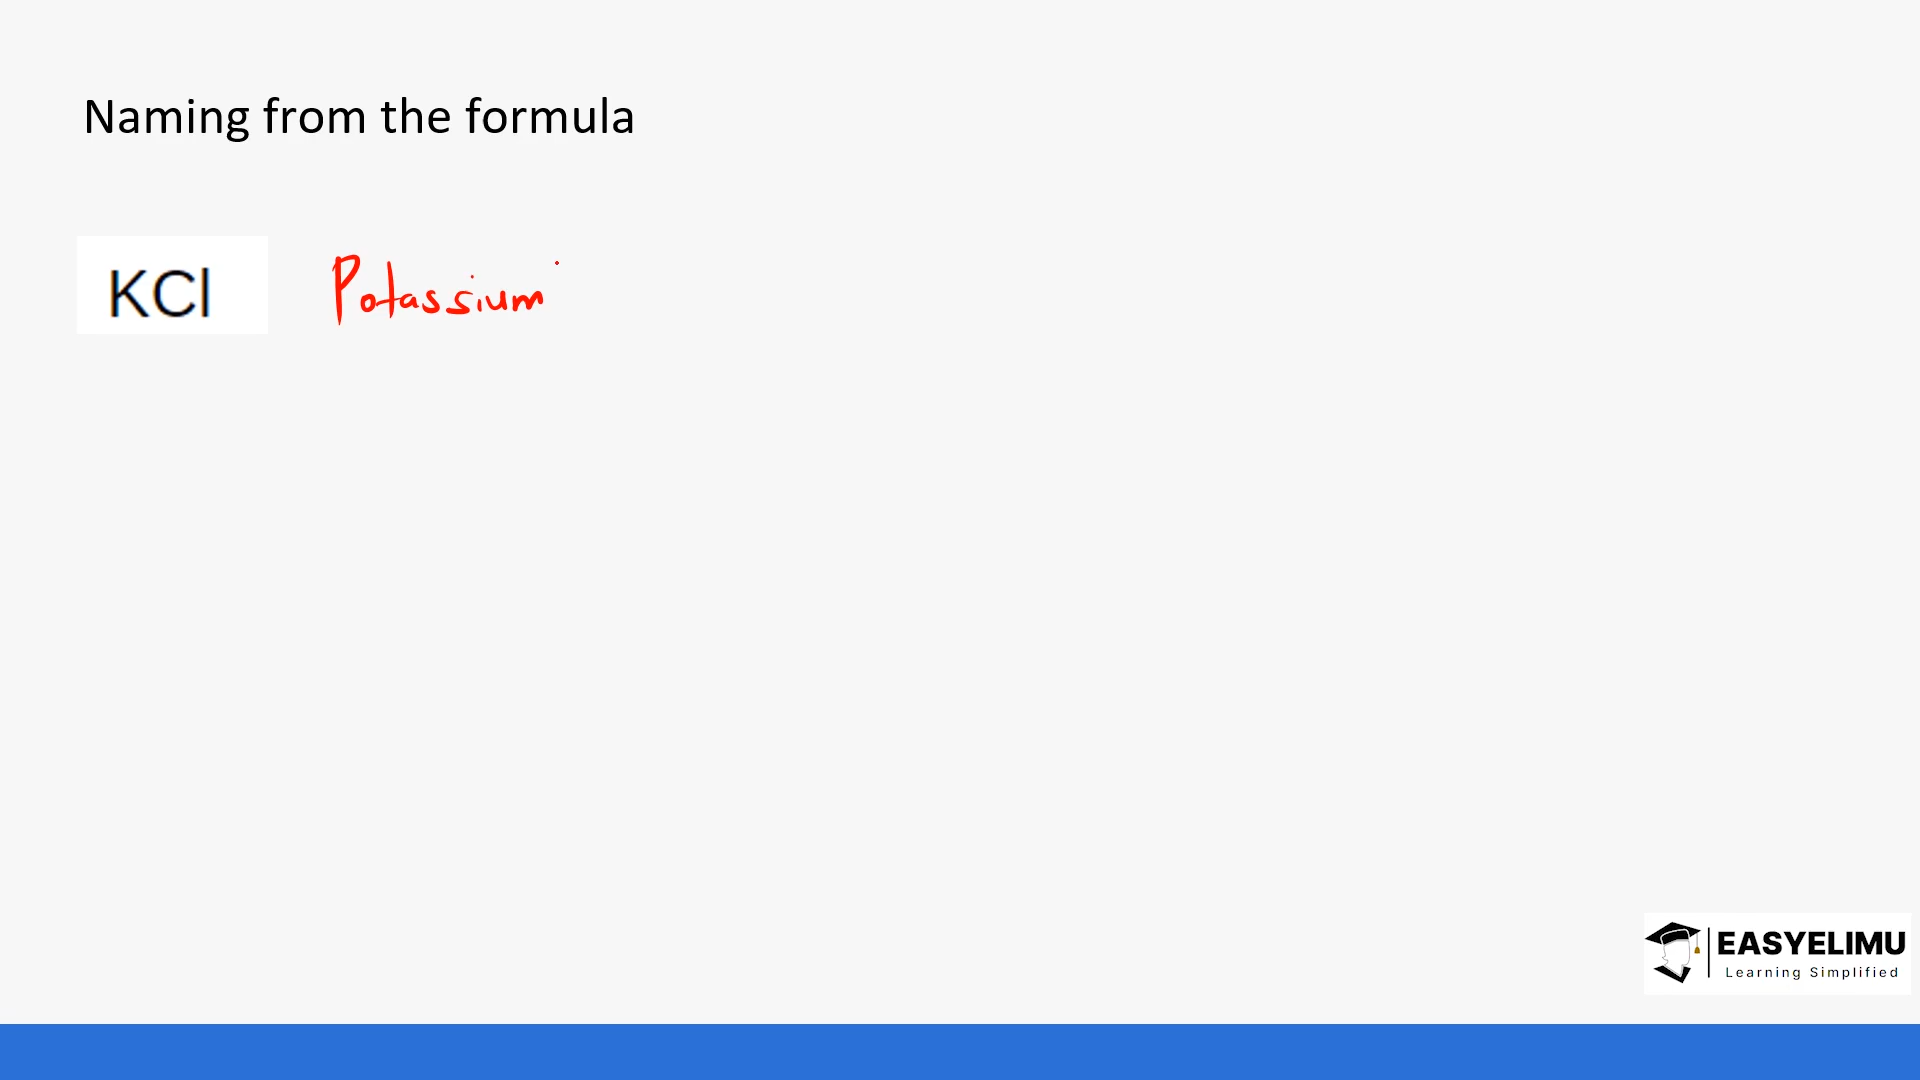 Naming from the formula
KCl Potassium
EASYELIMU
Learning Simplified